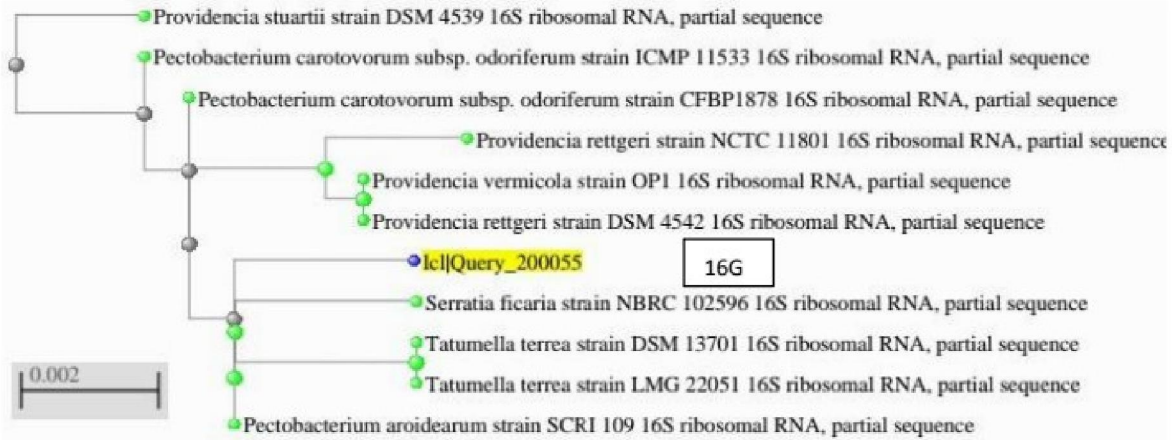 Providencia stuartii strain DSM 4539 16S ribosomal RNA, partial sequence
Pectobacterium carotovorum subsp. odoriferum strain ICMP 11533 16S ribosomal RNA, partial sequence
Pectobacterium carotovorum subsp. odoriferum strain CFBP1878 16S ribosomal RNA, partial sequence
Providencia rettgeri strain NCTC 11801 16S ribosomal RNA, partial sequence
Providencia vermicola strain OP1 16S ribosomal RNA, partial sequence
Providencia rettgeri strain DSM 4542 16S ribosomal RNA, partial sequence
lcl|Query_200055 16G
Serratia ficaria strain NBRC 102596 16S ribosomal RNA, partial sequence
Tatumella terrea strain DSM 13701 16S ribosomal RNA, partial sequence
0.002
Tatumella terrea strain LMG 22051 16S ribosomal RNA, partial sequence
Pectobacterium aroidearum strain SCRI 109 16S ribosomal RNA, partial sequence